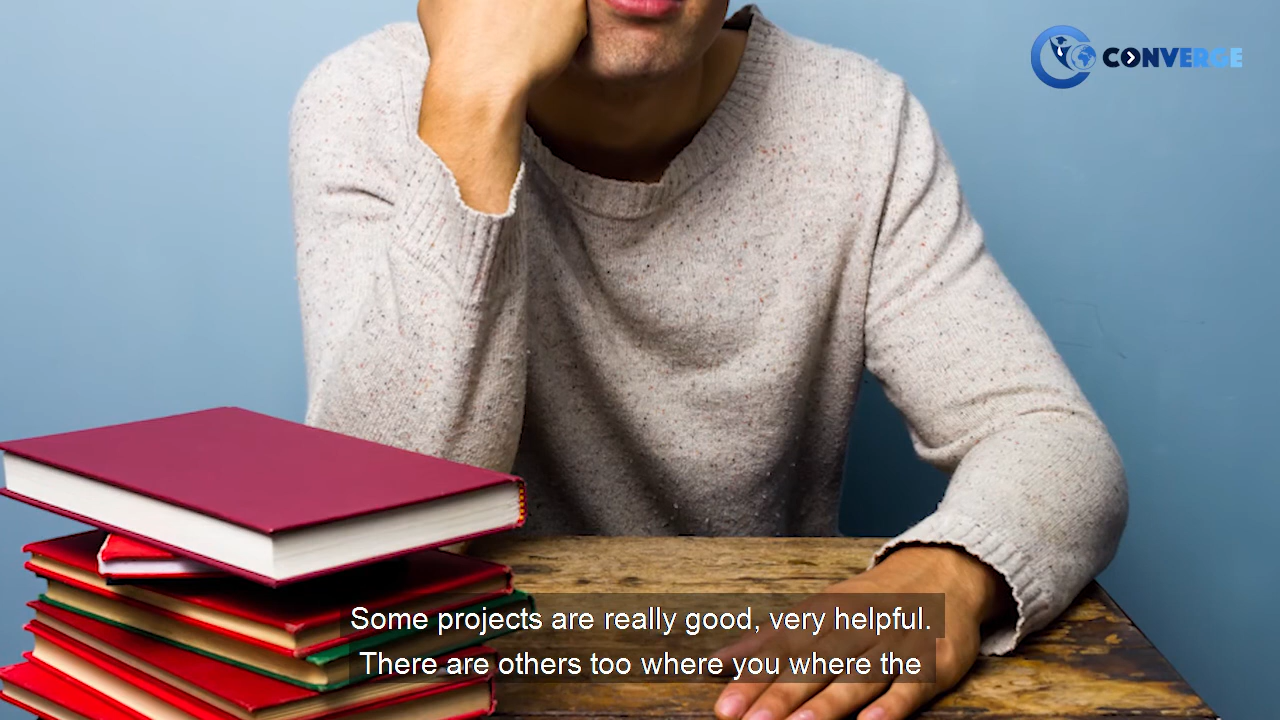 CONVERGE
Some projects are really good, very helpful.
There are others too where you where the